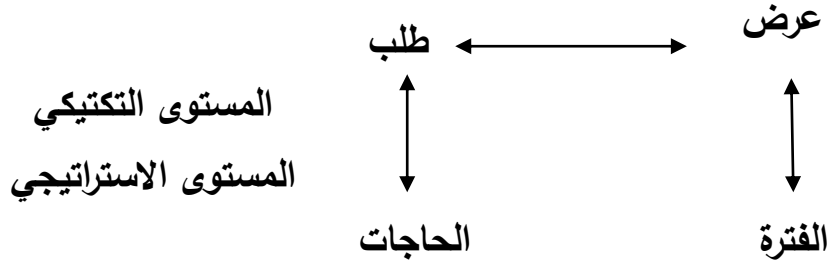 عرض
طلب
المستوى التكتيكي
المستوى الاستراتيجي
الفترة
الحاجات